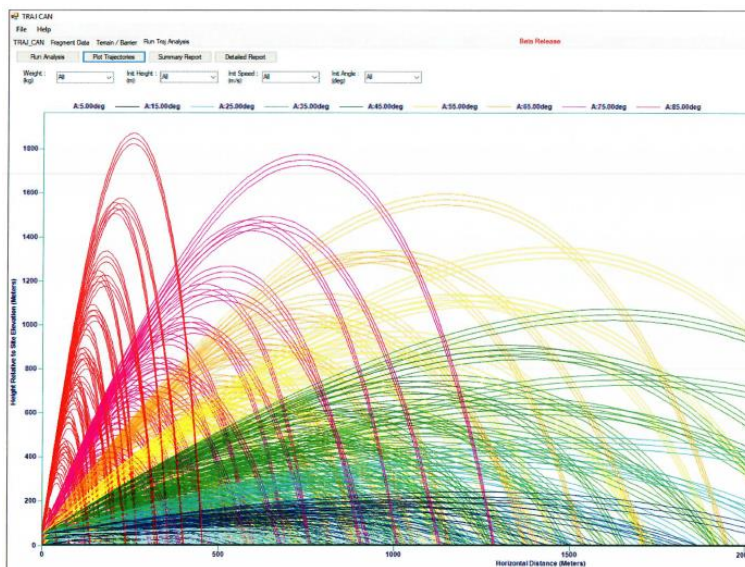 TRAJ CAN
File Help
TRAJ_CAN Fragment Data Terrain / Barrier Run Traj Analysis
Beta Release
Run Analysis Plot Trajectories Summary Report Detailed Report
Weight : (kg) All Init Height : (m) All Init Speed : (m/s) All Init Angle : (deg) All
A:5.00deg A:15.00deg A:25.00deg A:35.00deg A:45.00deg A:55.00deg A:65.00deg A:75.00deg A:85.00deg
Height Relative to Site Elevation (Meters)
1800
1600
1400
1200
1000
800
600
400
200
0
0 500 1000 1500 2000
Horizontal Distance (Meters)